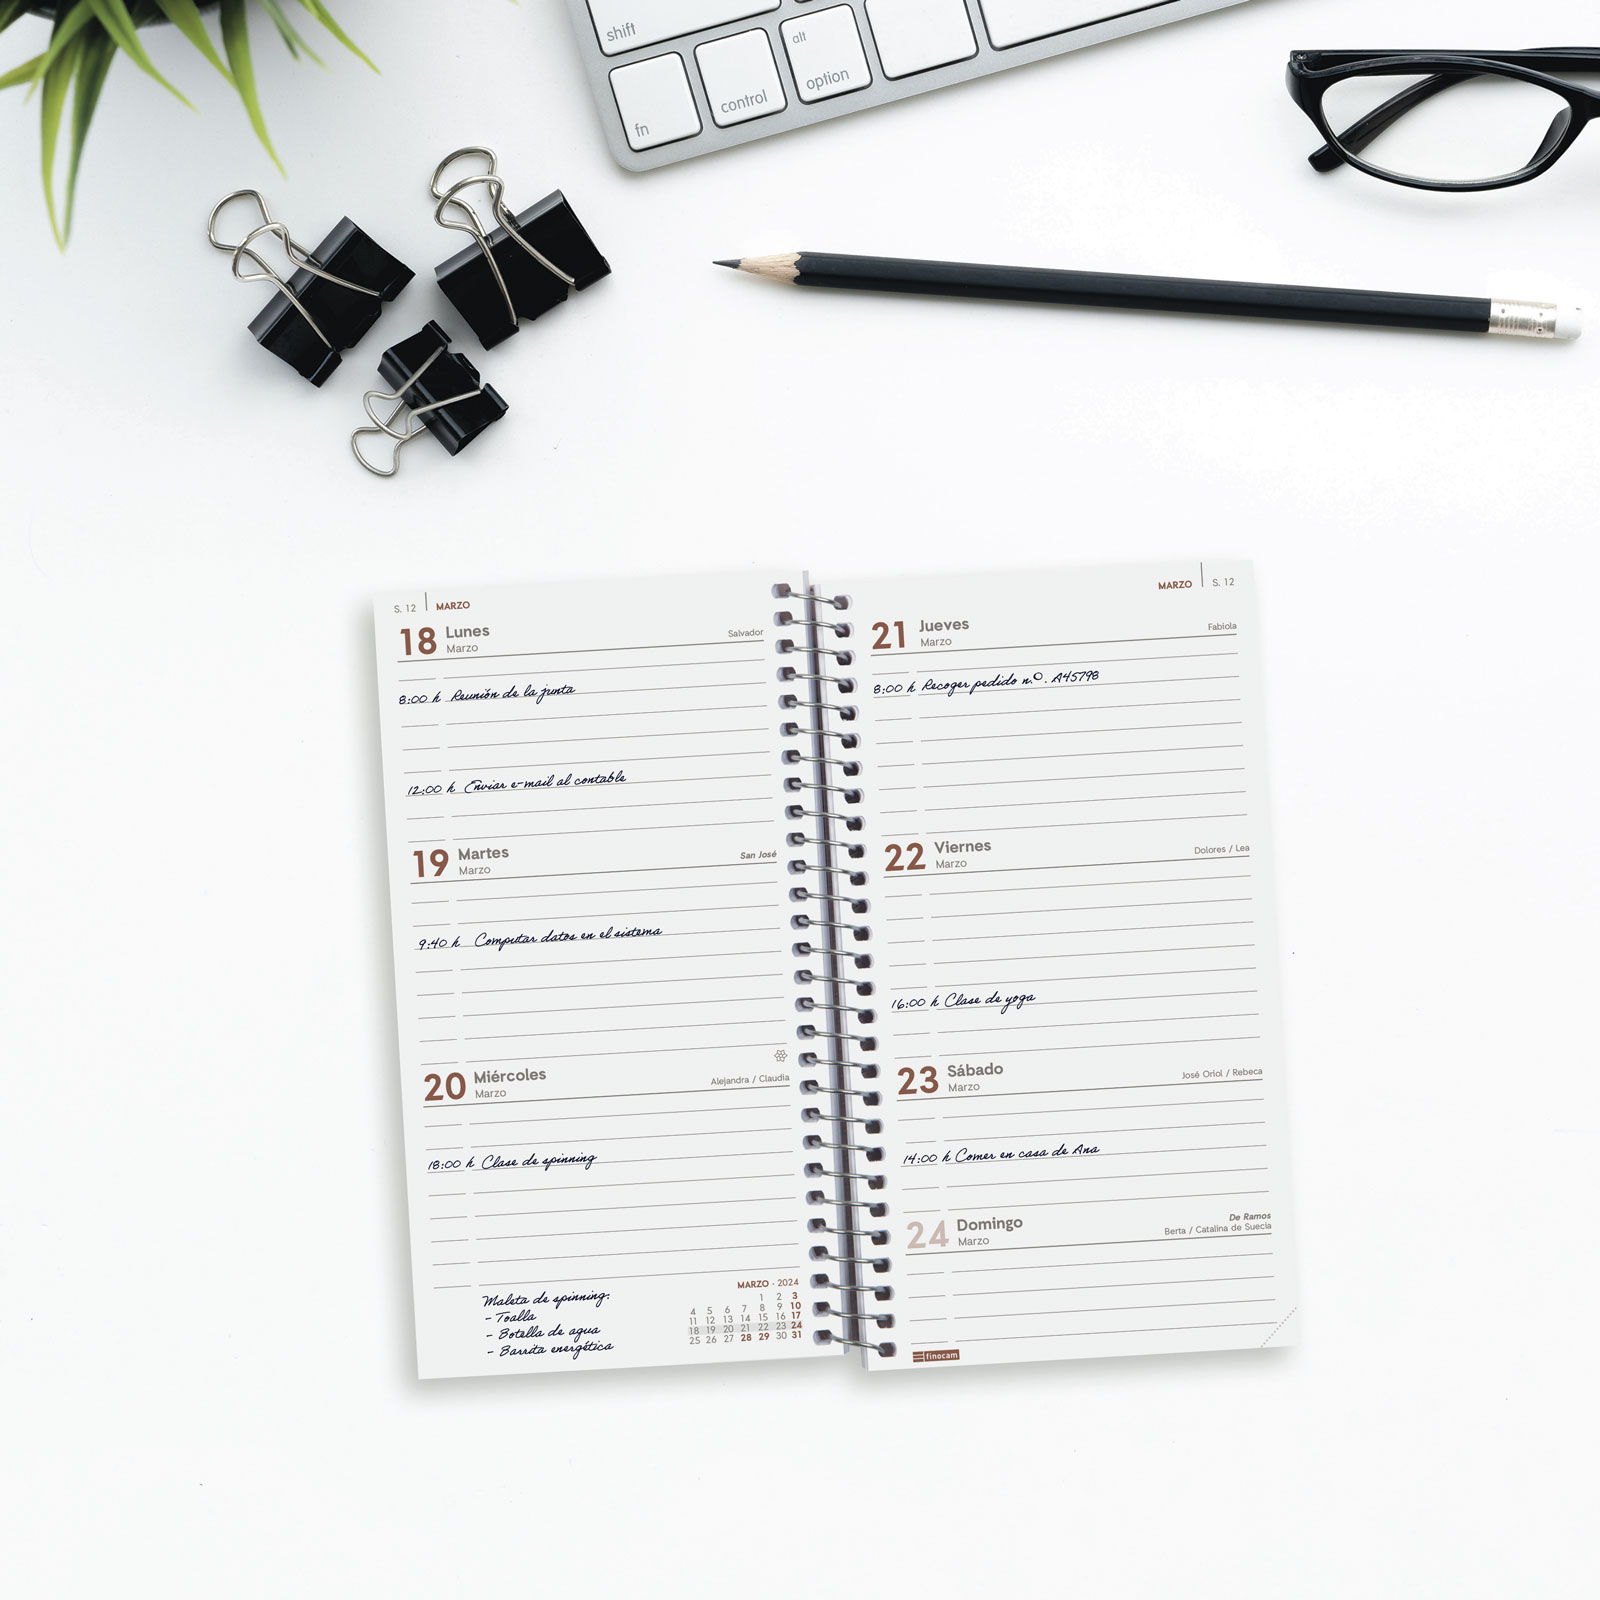 shift
alt
option
control
fn
S. 12 | MARZO
18 Lunes
Marzo
Salvador
8:00 h Reunión de la junta
12:00 h Enviar e-mail al contable
19 Martes
Marzo
San José
9:40 h Computar datos en el sistema
20 Miércoles
Marzo
Alejandra / Claudia
18:00 h Clase de spinning
Maleta de spinning:
- Toalla
- Botella de agua
- Barrita energética
MARZO · 2024
1 2 3
4 5 6 7 8 9 10
11 12 13 14 15 16 17
18 19 20 21 22 23 24
25 26 27 28 29 30 31
MARZO | S. 12
21 Jueves
Marzo
Fabiola
8:00 h Recoger pedido n.º. A45798
22 Viernes
Marzo
Dolores / Lea
16:00 h Clase de yoga
23 Sábado
Marzo
José Oriol / Rebeca
14:00 h Comer en casa de Ana
24 Domingo
Marzo
De Ramos
Berta / Catalina de Suecia
finocam